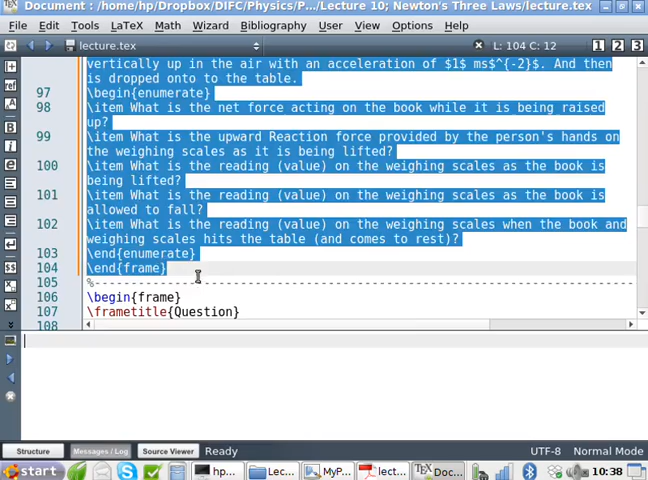 Document : /home/hp/Dropbox/DIFC/Physics/P.../Lecture 10; Newton's Three Laws/lecture.tex
File Edit Tools LaTeX Math Wizard Bibliography User View Options Help
lecture.tex L: 104 C: 12 1 2 3
vertically up in the air with an acceleration of $1$ ms$^{-2}$. And then
is dropped onto to the table.
97 \begin{enumerate}
98 \item What is the net force acting on the book while it is being raised
up?
99 \item What is the upward Reaction force provided by the person's hands on
the weighing scales as it is being lifted?
100 \item What is the reading (value) on the weighing scales as the book is
being lifted?
101 \item What is the reading (value) on the weighing scales as the book is
allowed to fall?
102 \item What is the reading (value) on the weighing scales when the book and
weighing scales hits the table (and comes to rest)?
103 \end{enumerate}
104 \end{frame}
105 %------------------------------------------------------------------------
106 \begin{frame}
107 \frametitle{Question}
108
Structure Messages / Log Source Viewer Ready UTF-8 Normal Mode
start hp... Lec... MyP... lect... Doc... 10:38